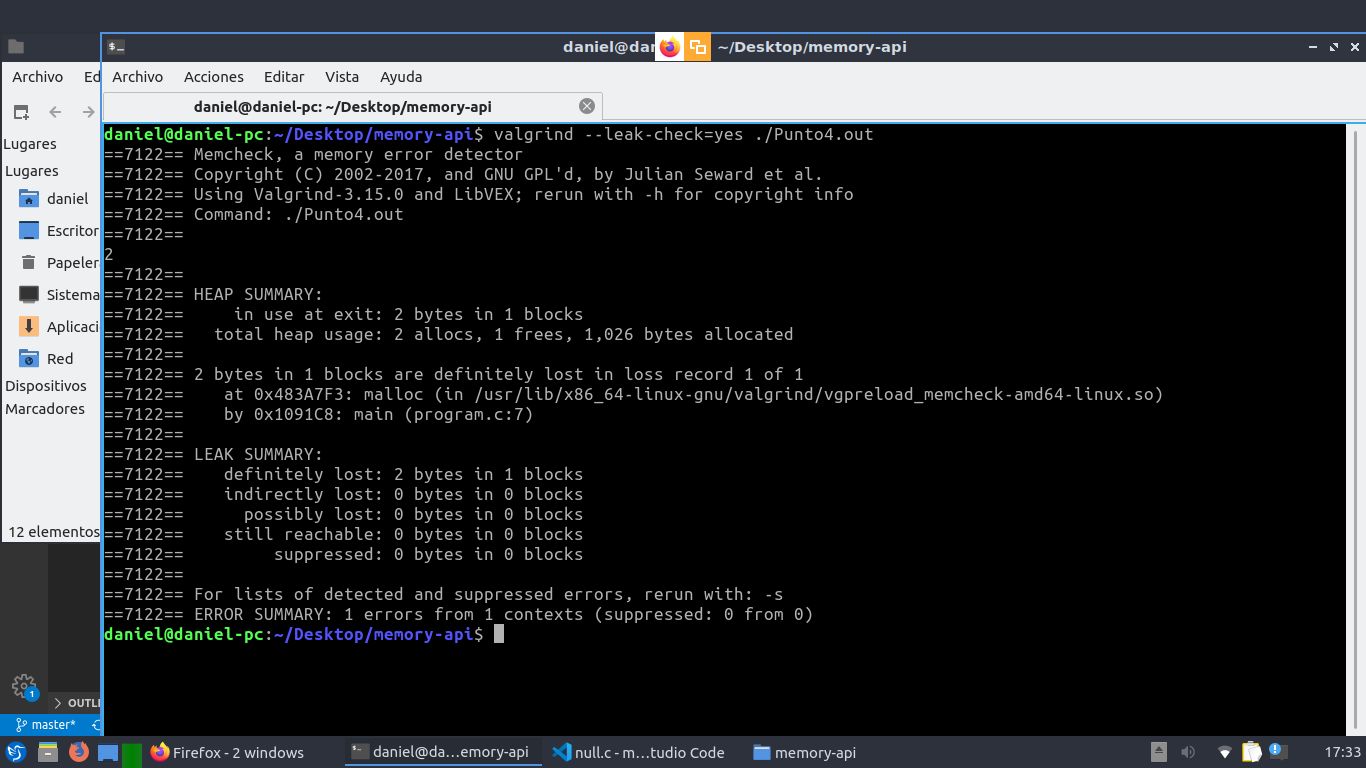 daniel@da ~/Desktop/memory-api
Archivo Ed
Archivo Acciones Editar Vista Ayuda
daniel@daniel-pc: ~/Desktop/memory-api
Lugares
Lugares
daniel
Escritor
Papeler
Sistema
Aplicaci
Red
Dispositivos
Marcadores
12 elementos
daniel@daniel-pc:~/Desktop/memory-api$ valgrind --leak-check=yes ./Punto4.out
==7122== Memcheck, a memory error detector
==7122== Copyright (C) 2002-2017, and GNU GPL'd, by Julian Seward et al.
==7122== Using Valgrind-3.15.0 and LibVEX; rerun with -h for copyright info
==7122== Command: ./Punto4.out
==7122==
2
==7122==
==7122== HEAP SUMMARY:
==7122==     in use at exit: 2 bytes in 1 blocks
==7122==   total heap usage: 2 allocs, 1 frees, 1,026 bytes allocated
==7122==
==7122== 2 bytes in 1 blocks are definitely lost in loss record 1 of 1
==7122==    at 0x483A7F3: malloc (in /usr/lib/x86_64-linux-gnu/valgrind/vgpreload_memcheck-amd64-linux.so)
==7122==    by 0x1091C8: main (program.c:7)
==7122==
==7122== LEAK SUMMARY:
==7122==    definitely lost: 2 bytes in 1 blocks
==7122==    indirectly lost: 0 bytes in 0 blocks
==7122==      possibly lost: 0 bytes in 0 blocks
==7122==    still reachable: 0 bytes in 0 blocks
==7122==         suppressed: 0 bytes in 0 blocks
==7122==
==7122== For lists of detected and suppressed errors, rerun with: -s
==7122== ERROR SUMMARY: 1 errors from 1 contexts (suppressed: 0 from 0)
daniel@daniel-pc:~/Desktop/memory-api$
1
OUTLI
master*
Firefox - 2 windows
daniel@da...emory-api
null.c - m...tudio Code
memory-api
17:33